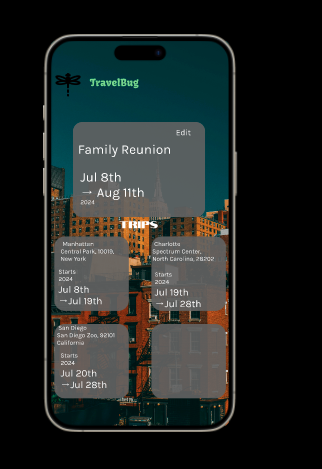 TravelBug
Edit
Family Reunion
Jul 8th
→ Aug 11th
2024
TRIPS
Manhattan
Central Park, 10019,
New York
Starts
2024
Jul 8th
→Jul 19th
Charlotte
Spectrum Center,
North Carolina, 28202
Starts
2024
Jul 19th
→Jul 28th
San Diego
San Diego Zoo, 92101
California
Starts
2024
Jul 20th
→Jul 28th